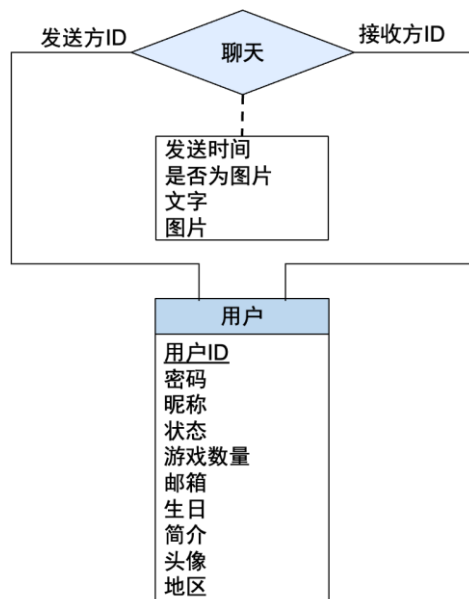 发送方ID
聊天
接收方ID
发送时间
是否为图片
文字
图片
用户
用户ID
密码
昵称
状态
游戏数量
邮箱
生日
简介
头像
地区